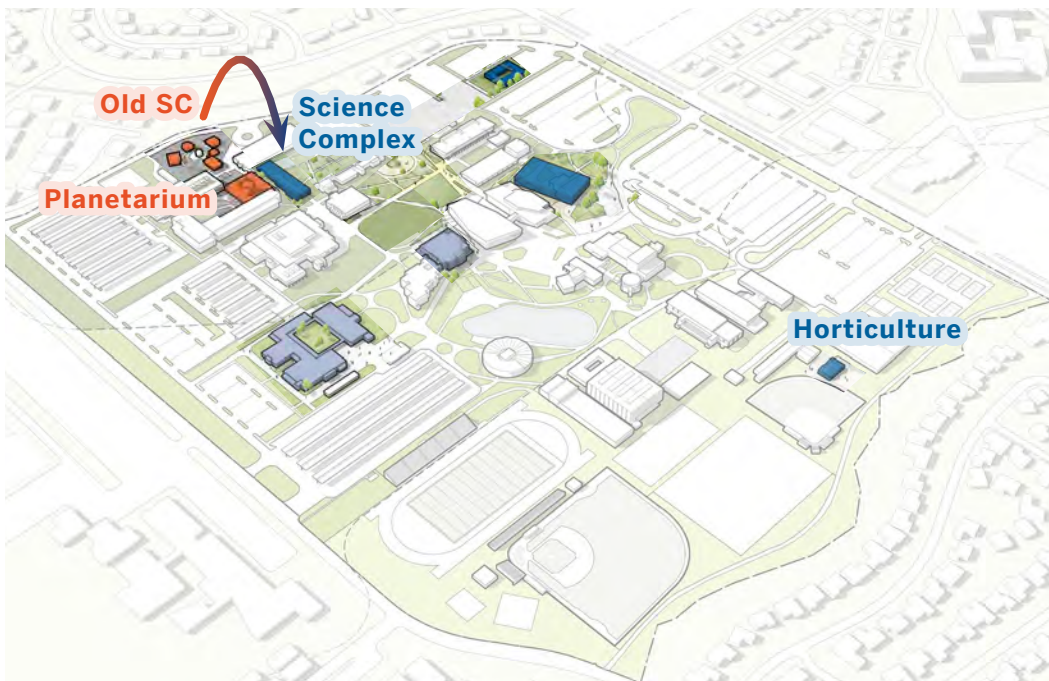 Old SC
Science
Complex
Planetarium
Horticulture